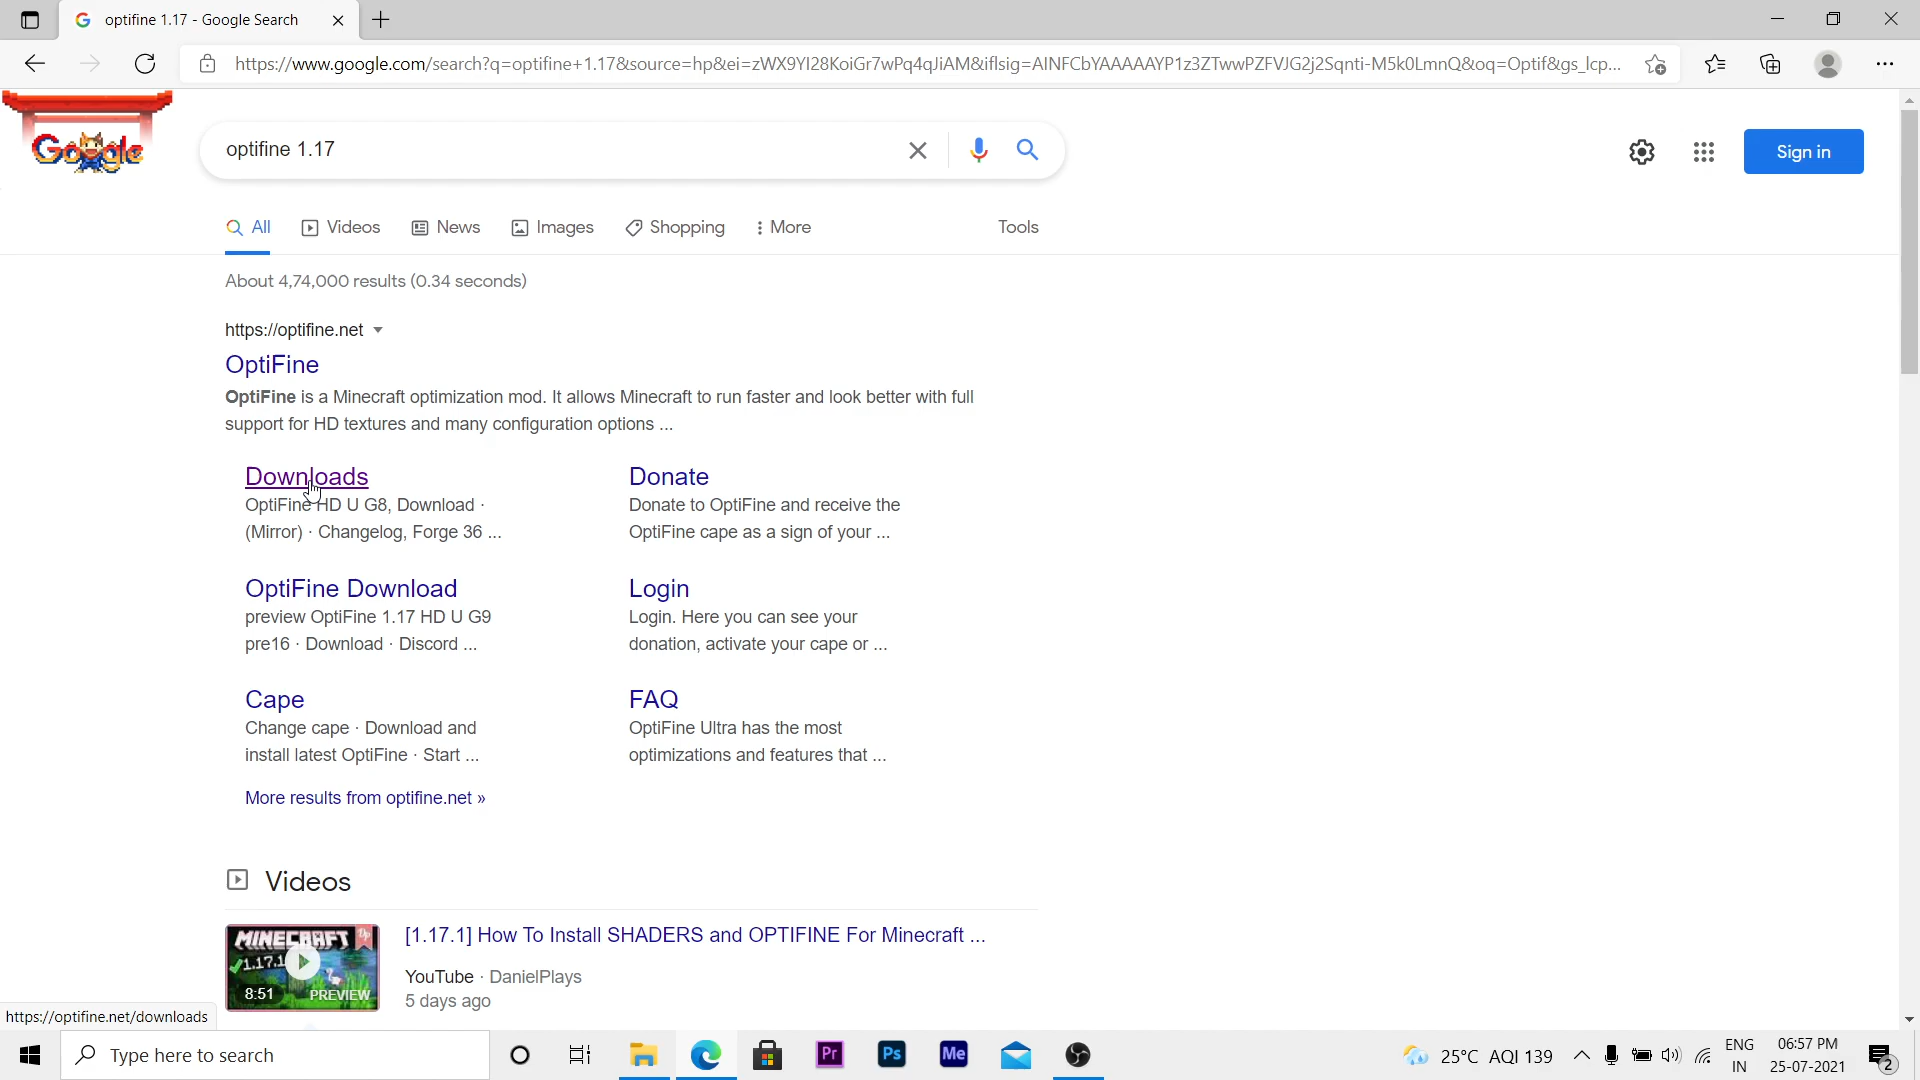 optifine 1.17 - Google Search
https://www.google.com/search?q=optifine+1.17&source=hp&ei=zWX9YI28KoiGr7wPq4qJiAM&iflsig=AINFCbYAAAAAYP1z3ZTwwPZFVJG2j2Sqnti-M5k0LmnQ&oq=Optif&gs_lcp...
Google
optifine 1.17
Sign in
All Videos News Images Shopping More Tools
About 4,74,000 results (0.34 seconds)
https://optifine.net
OptiFine
OptiFine is a Minecraft optimization mod. It allows Minecraft to run faster and look better with full
support for HD textures and many configuration options ...
Downloads
OptiFine HD U G8, Download ·
(Mirror) · Changelog, Forge 36 ...
Donate
Donate to OptiFine and receive the
OptiFine cape as a sign of your ...
OptiFine Download
preview OptiFine 1.17 HD U G9
pre16 · Download · Discord ...
Login
Login. Here you can see your
donation, activate your cape or ...
Cape
Change cape · Download and
install latest OptiFine · Start ...
FAQ
OptiFine Ultra has the most
optimizations and features that ...
More results from optifine.net »
Videos
MINECRAFT
1.17.1
8:51
PREVIEW
[1.17.1] How To Install SHADERS and OPTIFINE For Minecraft ...
YouTube · DanielPlays
5 days ago
https://optifine.net/downloads
Type here to search
Pr
Ps
Me
25°C AQI 139
ENG
IN
06:57 PM
25-07-2021
2